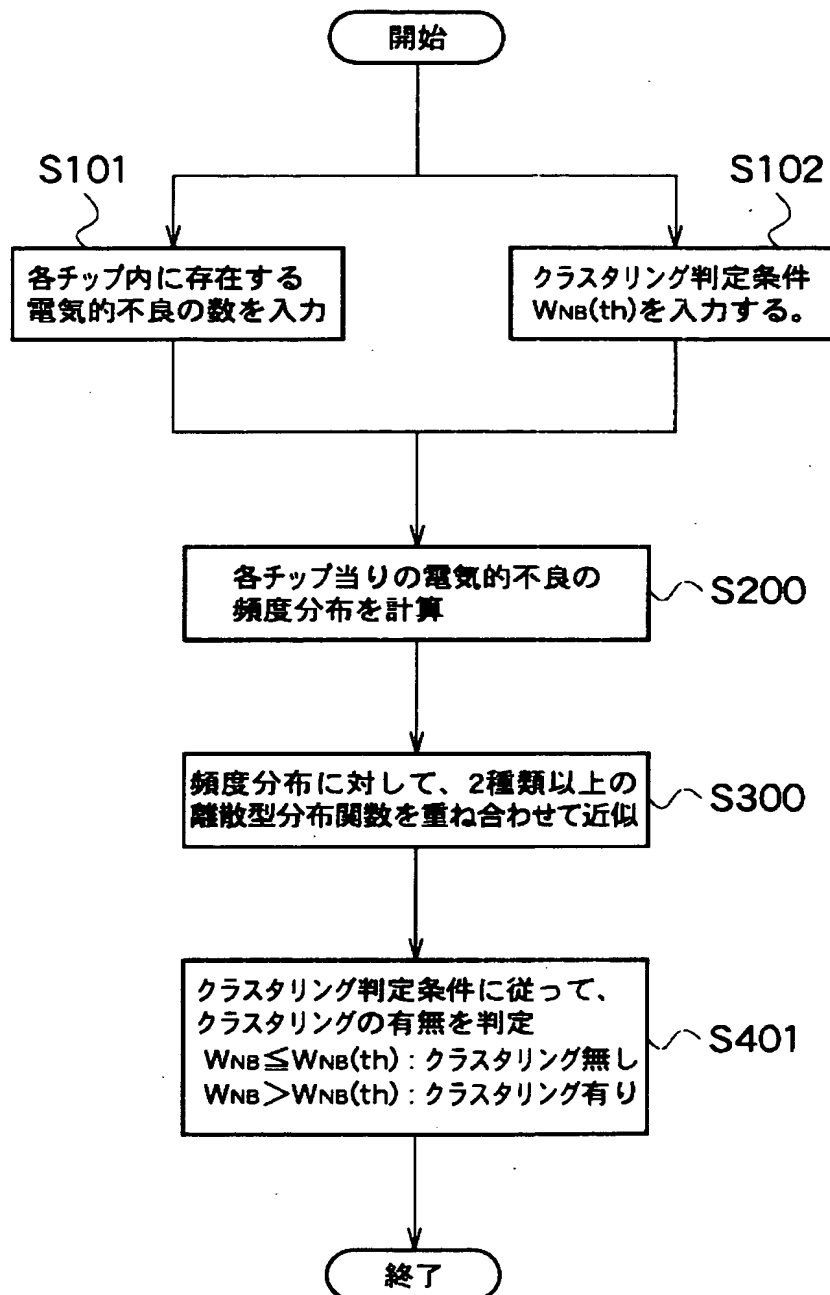 開始
S101
S102
各チップ内に存在する
電気的不良の数を入力
クラスタリング判定条件
WNB(th)を入力する。
各チップ当りの電気的不良の
頻度分布を計算
S200
頻度分布に対して、2種類以上の
離散型分布関数を重ね合わせて近似
S300
クラスタリング判定条件に従って、
クラスタリングの有無を判定
WNB≦WNB(th):クラスタリング無し
WNB>WNB(th):クラスタリング有り
S401
終了